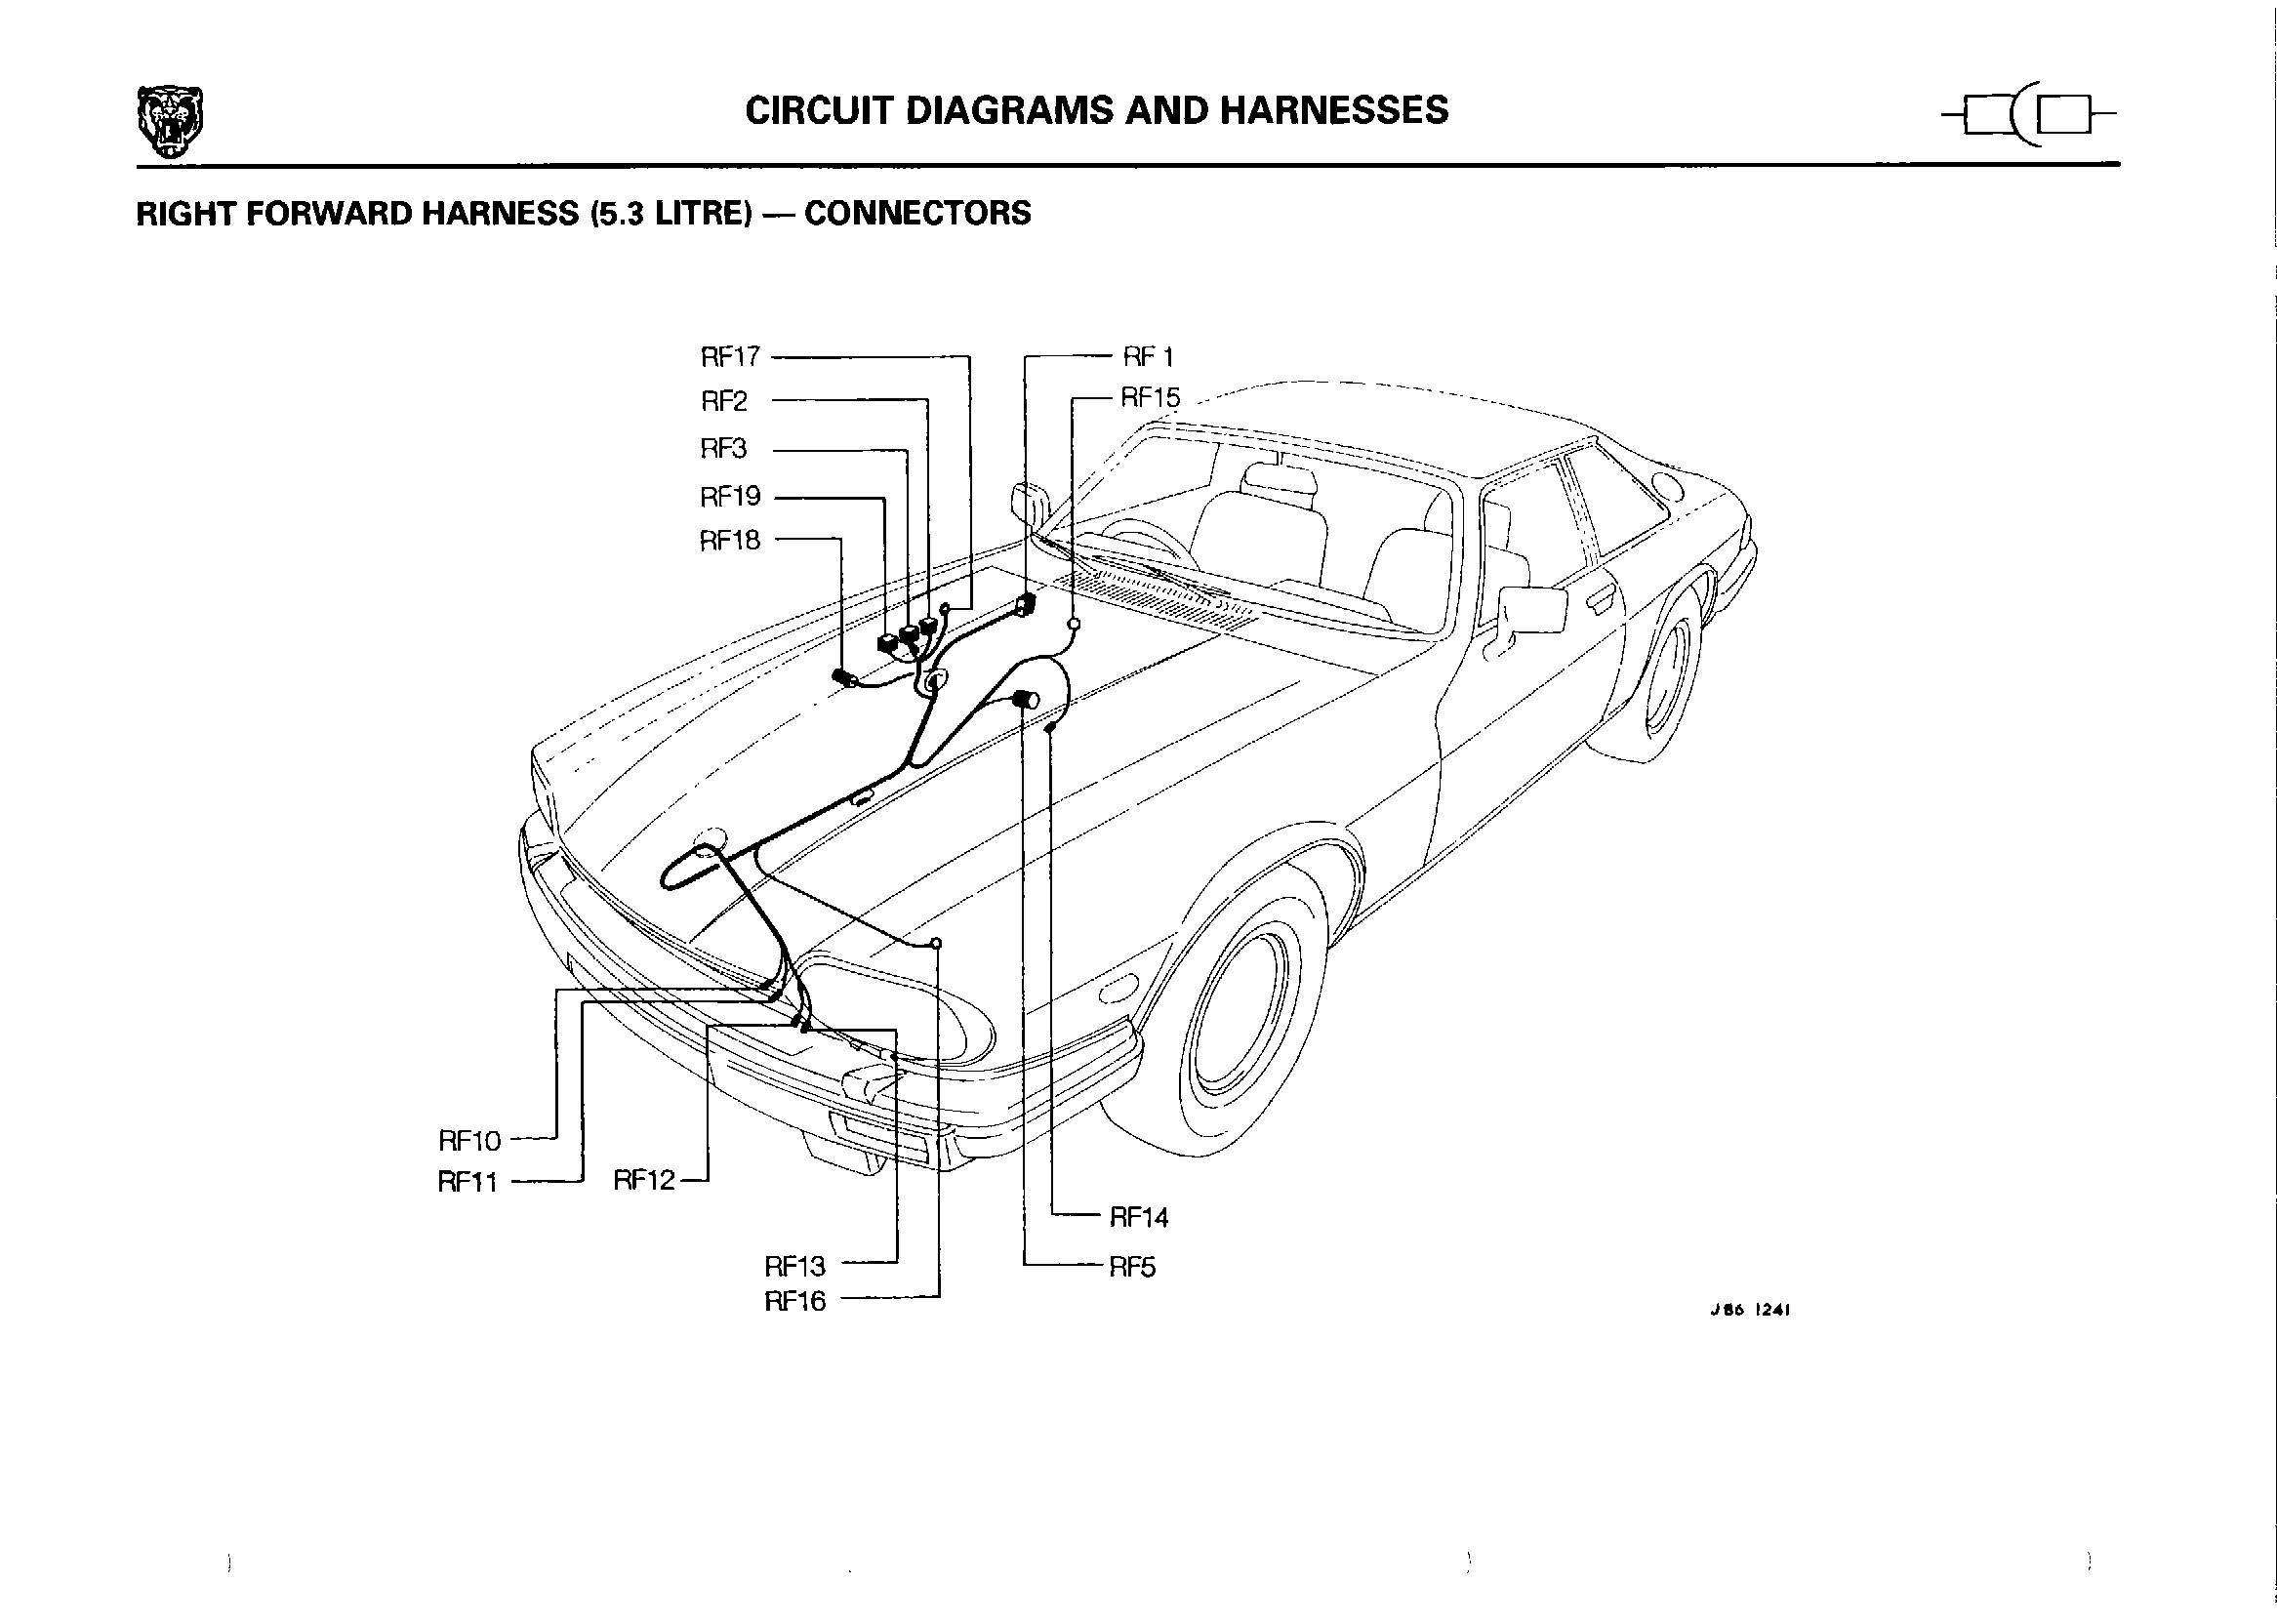 CIRCUIT DIAGRAMS AND HARNESSES
RIGHT FORWARD HARNESS (5.3 LITRE) — CONNECTORS
RF17
RF 1
RF2
RF15
RF3
RF19
RF18
RF10
RF11
RF12
RF14
RF13
RF5
RF16
J86 1241